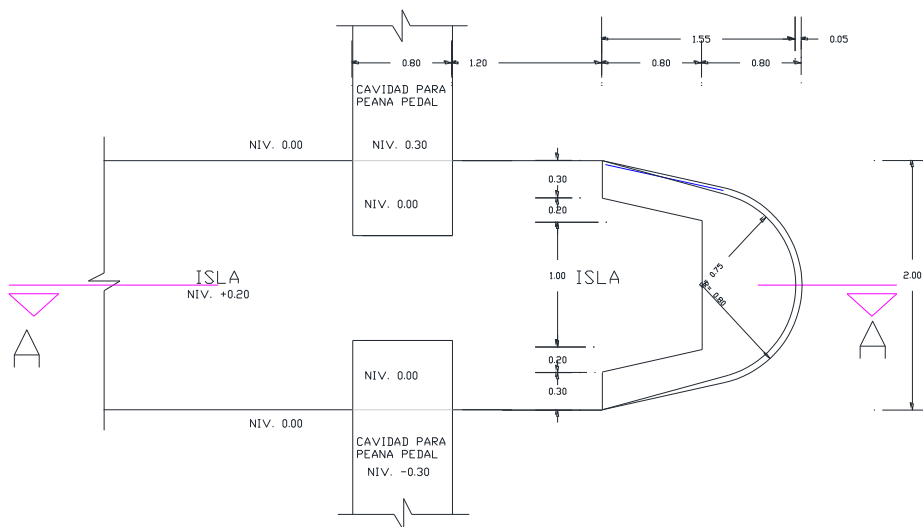 1.55
0.05
0.80
1.20
0.80
0.80
CAVIDAD PARA
PEANA PEDAL
NIV. 0.00
NIV. 0.30
0.30
NIV. 0.00
0.20
ISLA
NIV. +0.20
1.00
ISLA
0.75
R= 0.80
2.00
A
A
0.20
NIV. 0.00
0.30
NIV. 0.00
CAVIDAD PARA
PEANA PEDAL
NIV. -0.30